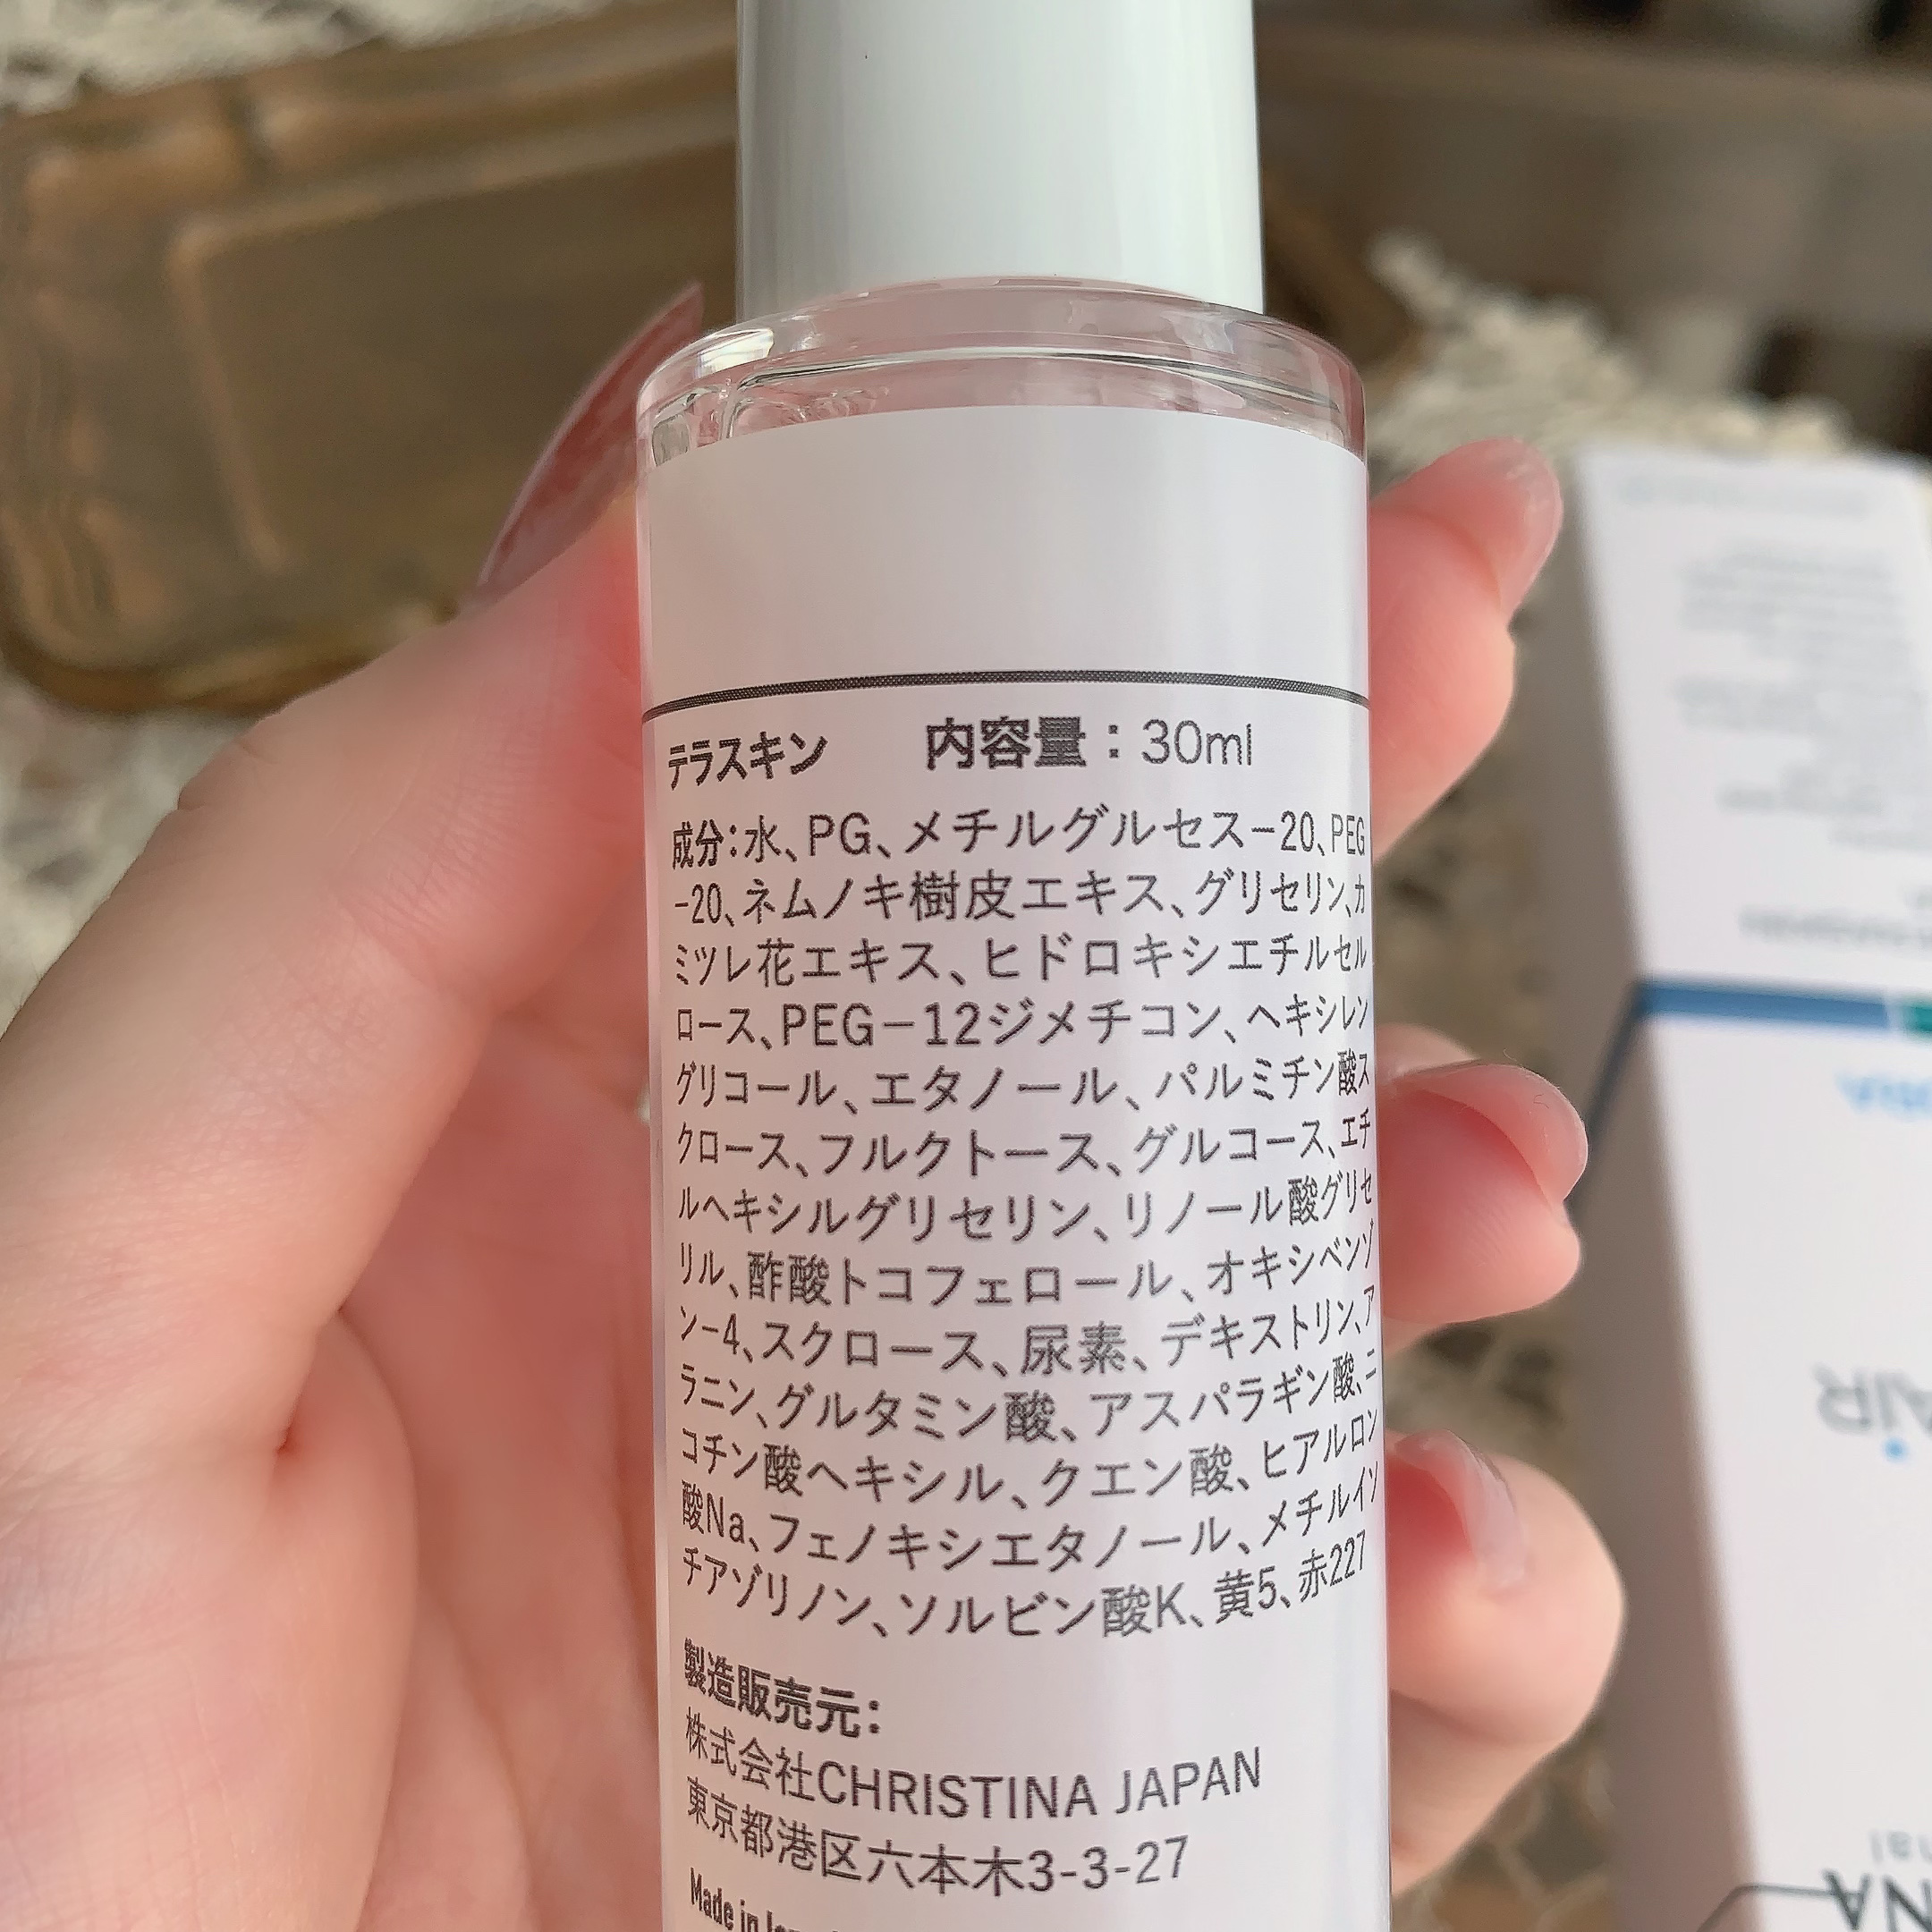 テラスキン 内容量：30ml
成分：水、PG、メチルグルセス－20、PEG
-20、ネムノキ樹皮エキス、グリセリン、カ
ミツレ花エキス、ヒドロキシエチルセル
ロース、PEG－12ジメチコン、ヘキシレン
グリコール、エタノール、パルミチン酸ス
クロース、フルクトース、グルコース、エチ
ルヘキシルグリセリン、リノール酸グリセ
リル、酢酸トコフェロール、オキシベンゾ
ン－4、スクロース、尿素、デキストリン、ア
ラニン、グルタミン酸、アスパラギン酸、ニ
コチン酸ヘキシル、クエン酸、ヒアルロン
酸Na、フェノキシエタノール、メチルイソ
チアゾリノン、ソルビン酸K、黄5、赤227
製造販売元：
株式会社CHRISTINA JAPAN
東京都港区六本木3-3-27
Made in